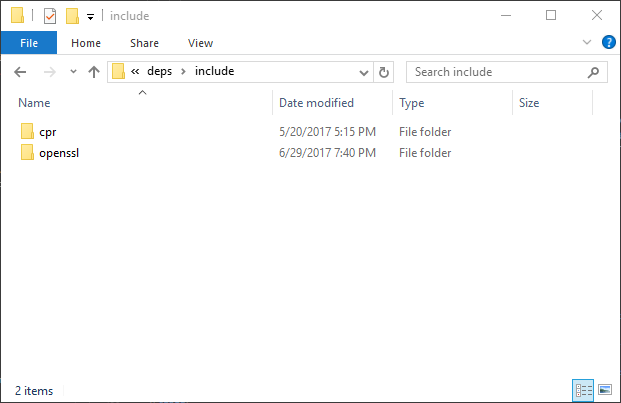 include
File Home Share View
« deps > include Search include
Name Date modified Type Size
cpr 5/20/2017 5:15 PM File folder
openssl 6/29/2017 7:40 PM File folder
2 items